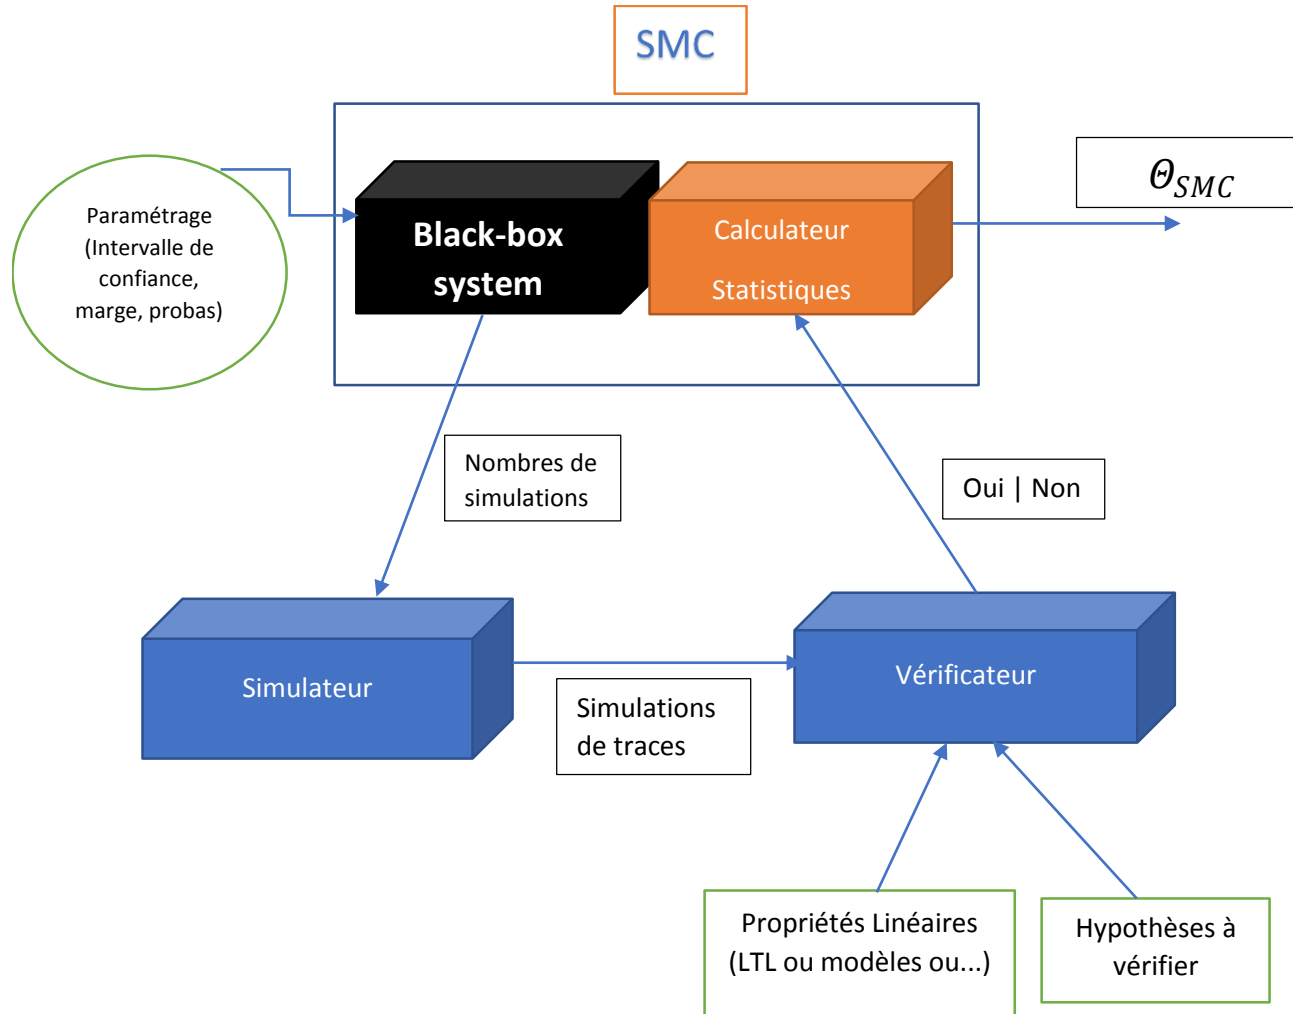 SMC
Θ_SMC
Paramétrage
(Intervalle de
confiance,
marge, probas)
Black-box
system
Calculateur
Statistiques
Nombres de
simulations
Oui | Non
Simulateur
Vérificateur
Simulations
de traces
Propriétés Linéaires
(LTL ou modèles ou...)
Hypothèses à
vérifier